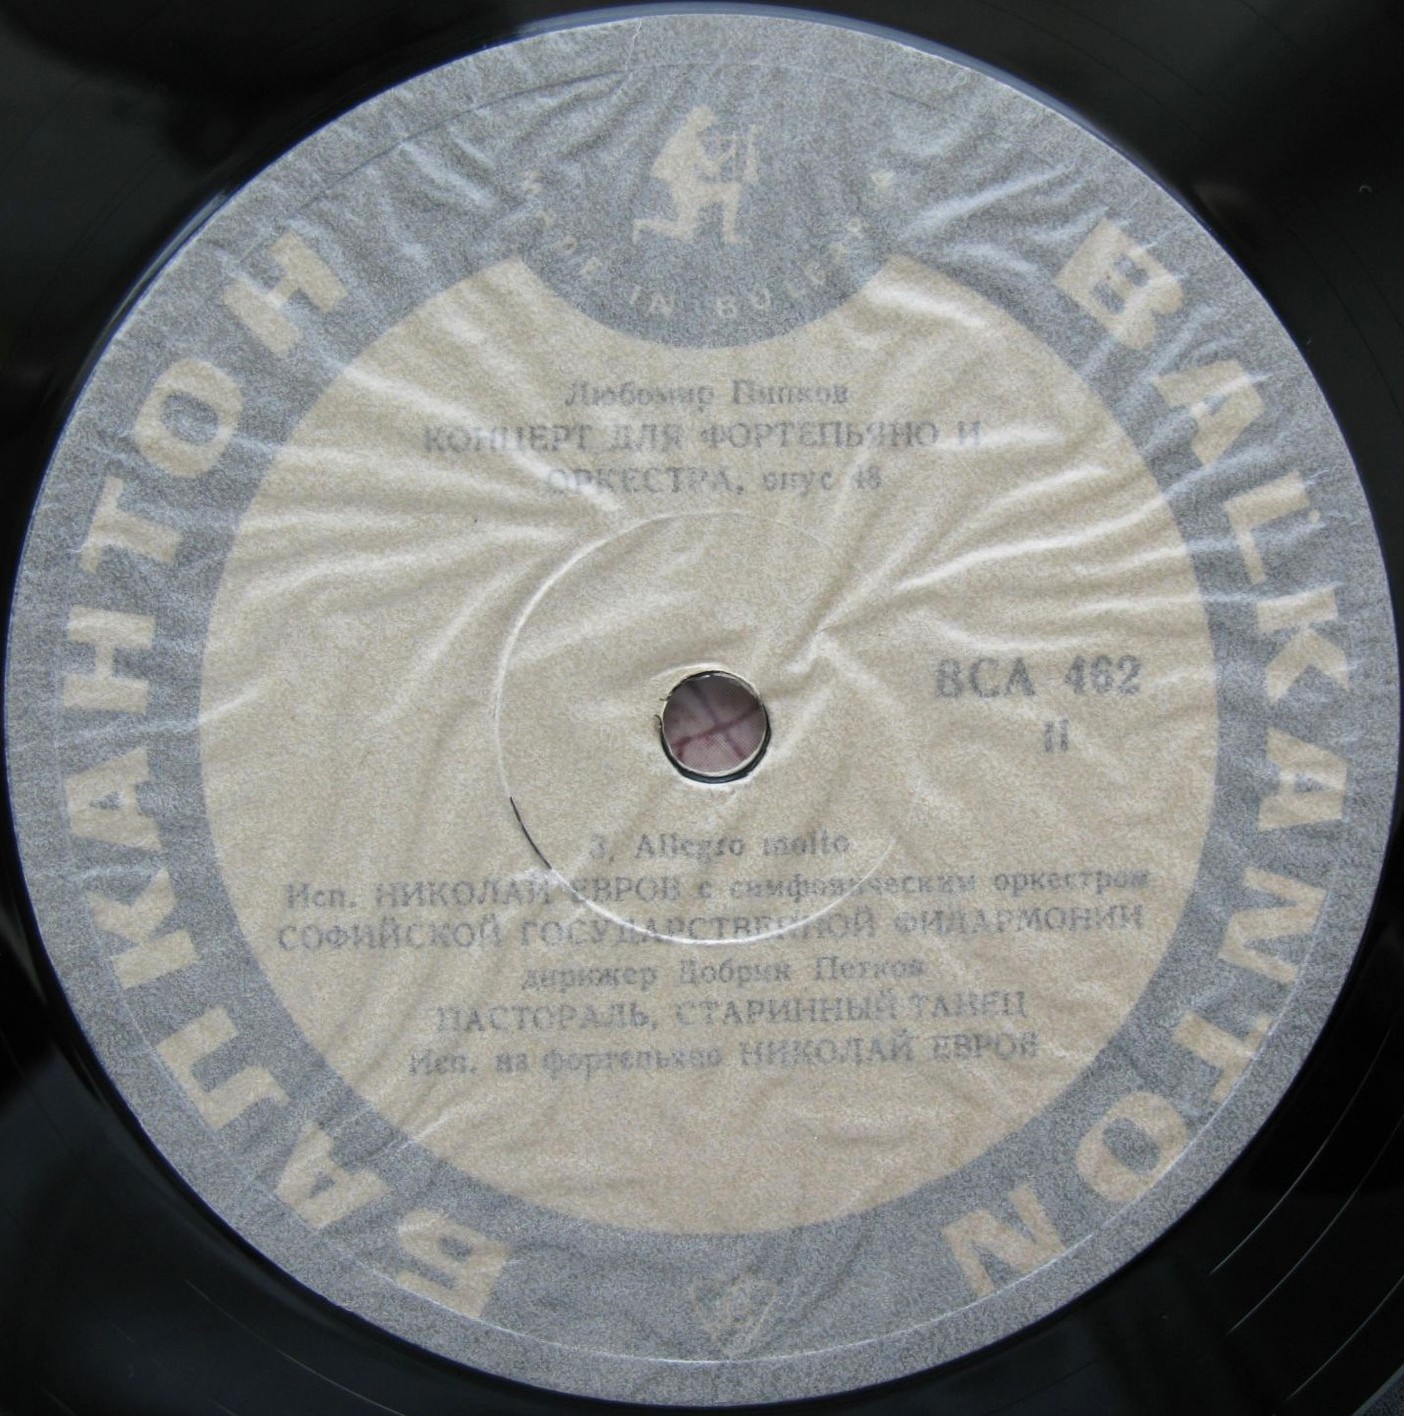 БАЛКАНТОН
BALKANTON
MADE IN BULGARIA
Любомир Пипков
КОНЦЕРТ ДЛЯ ФОРТЕПЬЯНО И
ОРКЕСТРА, опус 48
ВСА 462
II
3, Allegro molto
Исп. НИКОЛАЙ ЕВРОВ с симфоническим оркестром
СОФИЙСКОЙ ГОСУДАРСТВЕННОЙ ФИЛАРМОНИИ
дирижер Добрин Петков
ПАСТОРАЛЬ, СТАРИННЫЙ ТАНЕЦ
Исп. на фортепьяно НИКОЛАЙ ЕВРОВ